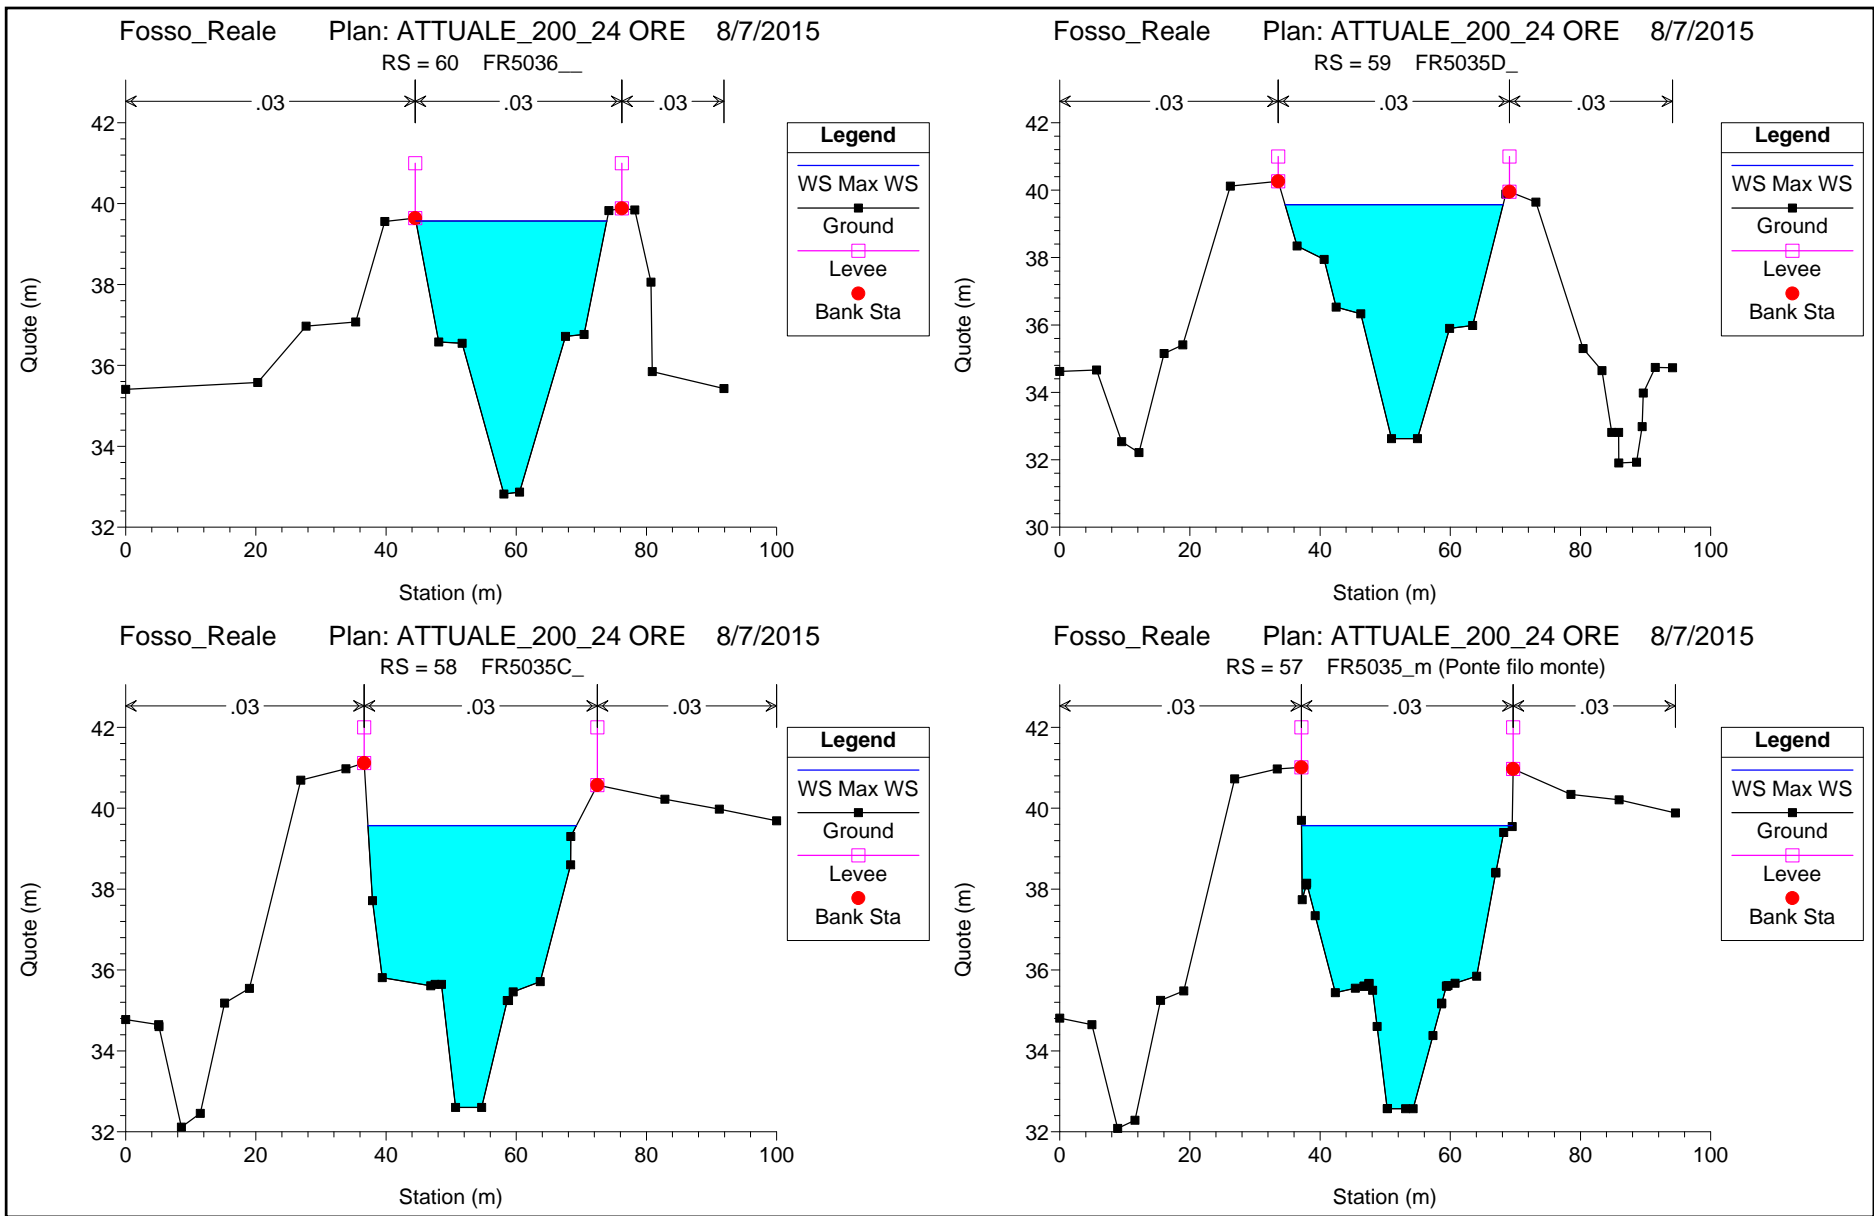 Fosso_Reale Plan: ATTUALE_200_24 ORE 8/7/2015
RS = 60 FR5036__
.03 .03 .03
42
40
38
36
34
32
0 20 40 60 80 100
Station (m)
Quote (m)
Legend
WS Max WS
Ground
Levee
Bank Sta
Fosso_Reale Plan: ATTUALE_200_24 ORE 8/7/2015
RS = 59 FR5035D_
.03 .03 .03
42
40
38
36
34
32
30
0 20 40 60 80 100
Station (m)
Quote (m)
Legend
WS Max WS
Ground
Levee
Bank Sta
Fosso_Reale Plan: ATTUALE_200_24 ORE 8/7/2015
RS = 58 FR5035C_
.03 .03 .03
42
40
38
36
34
32
0 20 40 60 80 100
Station (m)
Quote (m)
Legend
WS Max WS
Ground
Levee
Bank Sta
Fosso_Reale Plan: ATTUALE_200_24 ORE 8/7/2015
RS = 57 FR5035_m (Ponte filo monte)
.03 .03 .03
42
40
38
36
34
32
0 20 40 60 80 100
Station (m)
Quote (m)
Legend
WS Max WS
Ground
Levee
Bank Sta